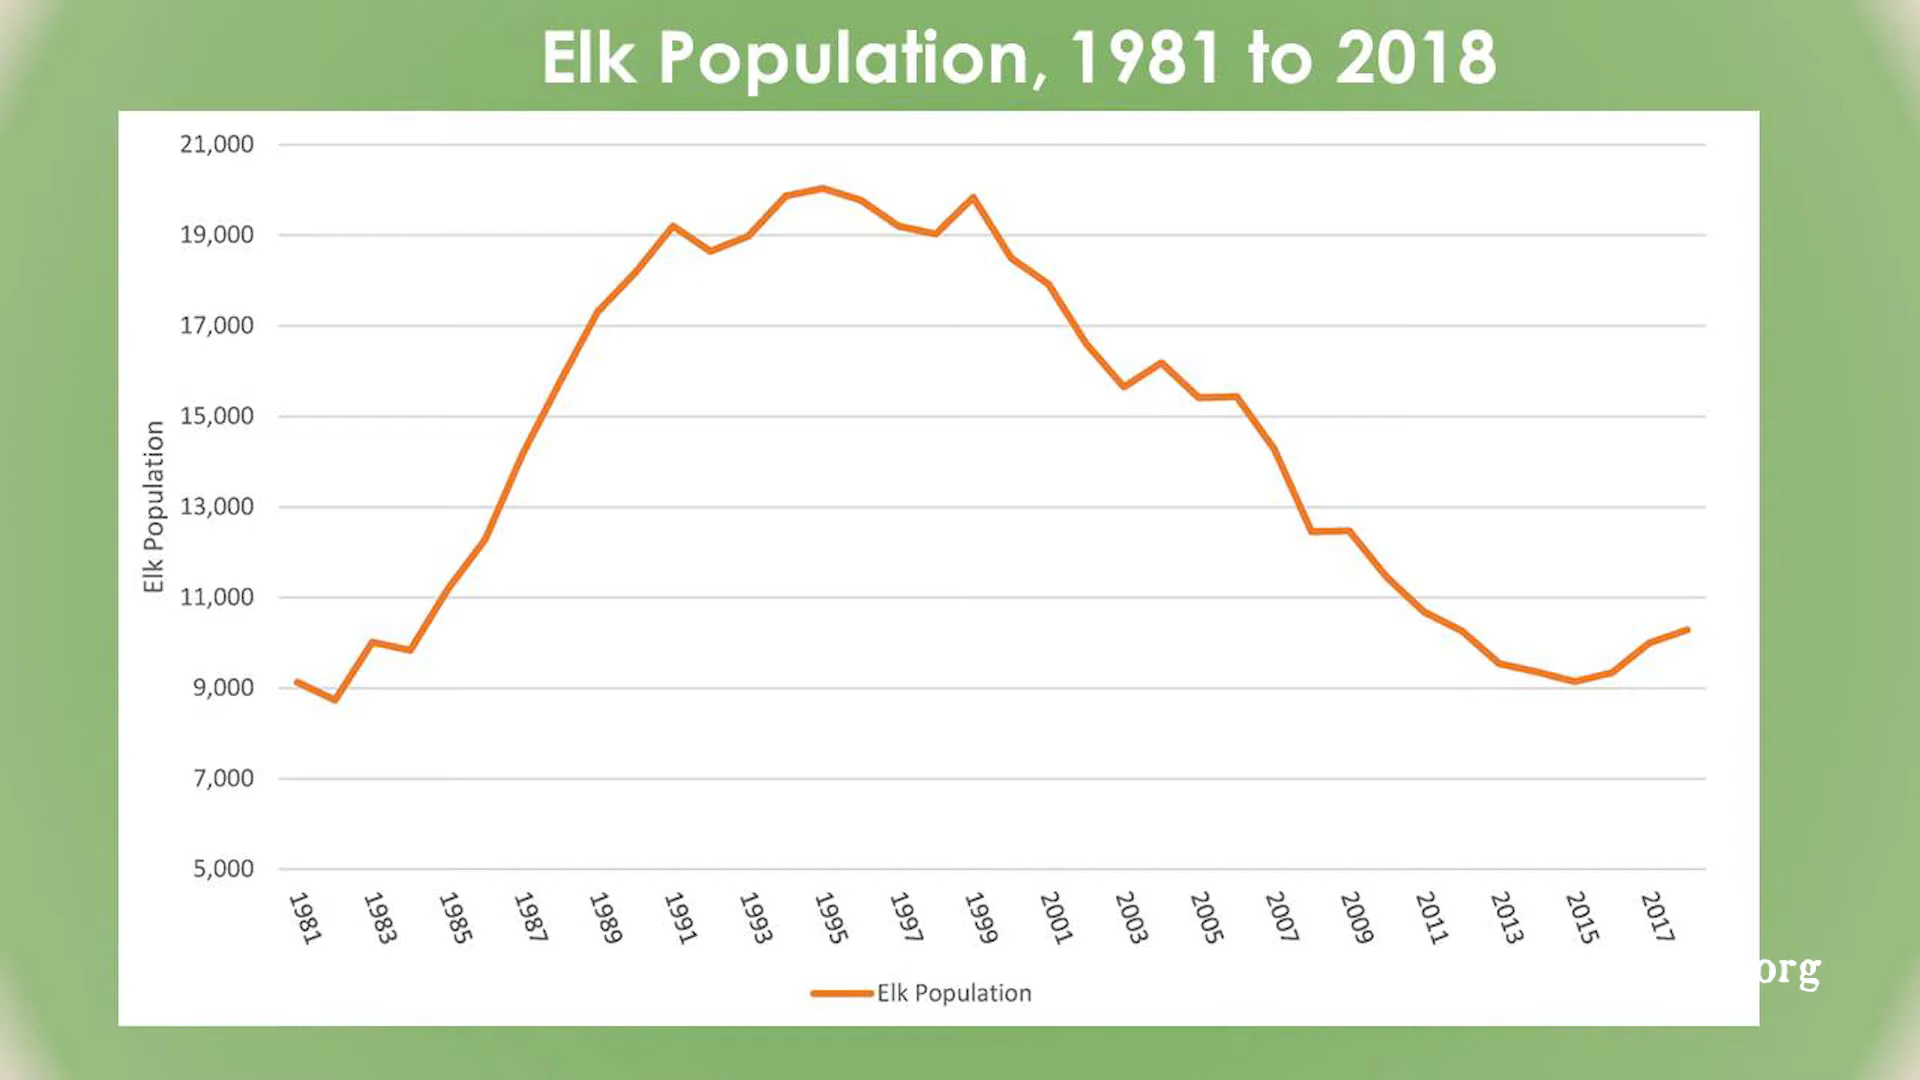 Elk Population, 1981 to 2018
21,000
19,000
17,000
15,000
13,000
11,000
9,000
7,000
5,000
Elk Population
1981 1983 1985 1987 1989 1991 1993 1995 1997 1999 2001 2003 2005 2007 2009 2011 2013 2015 2017
Elk Population
org